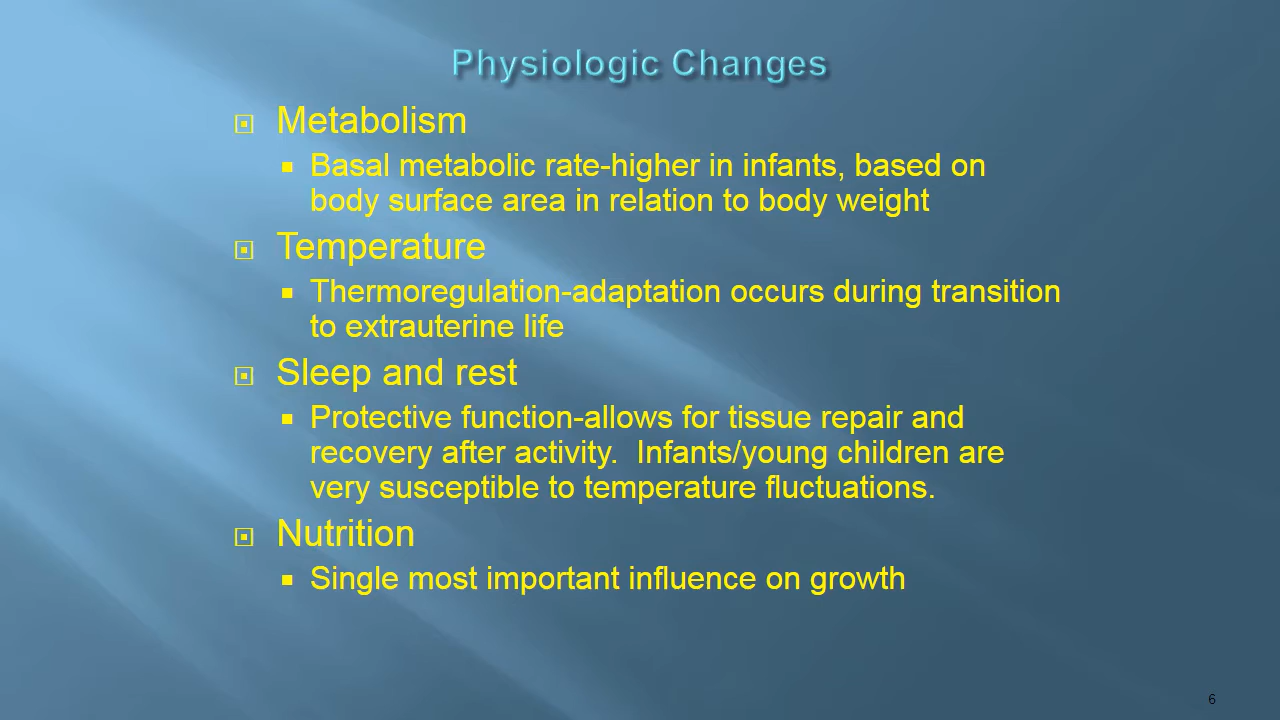 Physiologic Changes
Metabolism
Basal metabolic rate-higher in infants, based on
body surface area in relation to body weight
Temperature
Thermoregulation-adaptation occurs during transition
to extrauterine life
Sleep and rest
Protective function-allows for tissue repair and
recovery after activity.  Infants/young children are
very susceptible to temperature fluctuations.
Nutrition
Single most important influence on growth
6